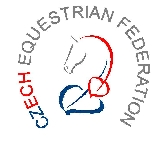 CZECH EQUESTRIAN FEDERATION